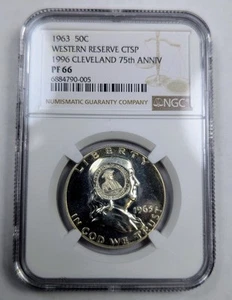 1963 50C
WESTERN RESERVE CTSP
1996 CLEVELAND 75th ANNIV
PF 66
6884790-005
NUMISMATIC GUARANTY COMPANY
NGC
LIBERTY
1963
IN GOD WE TRUST